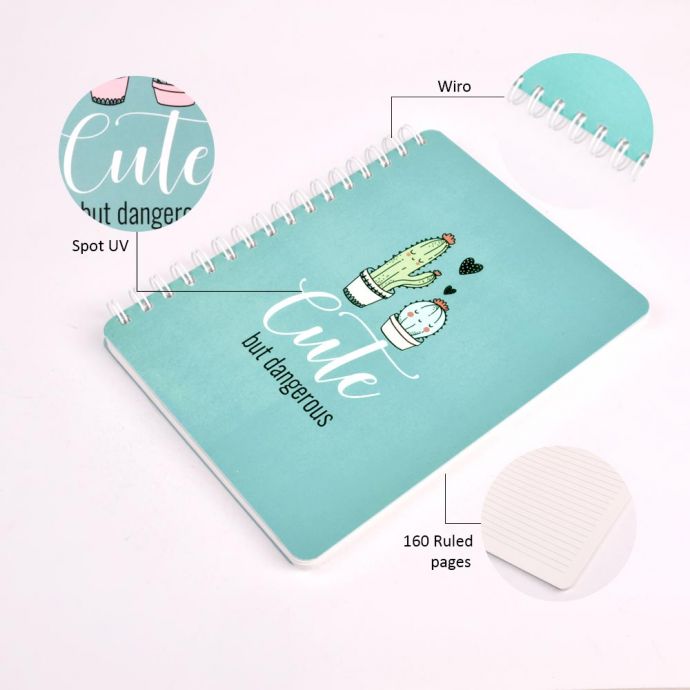 Wiro
Cute
but dangerous
Spot UV
Cute
but dangerous
160 Ruled
pages